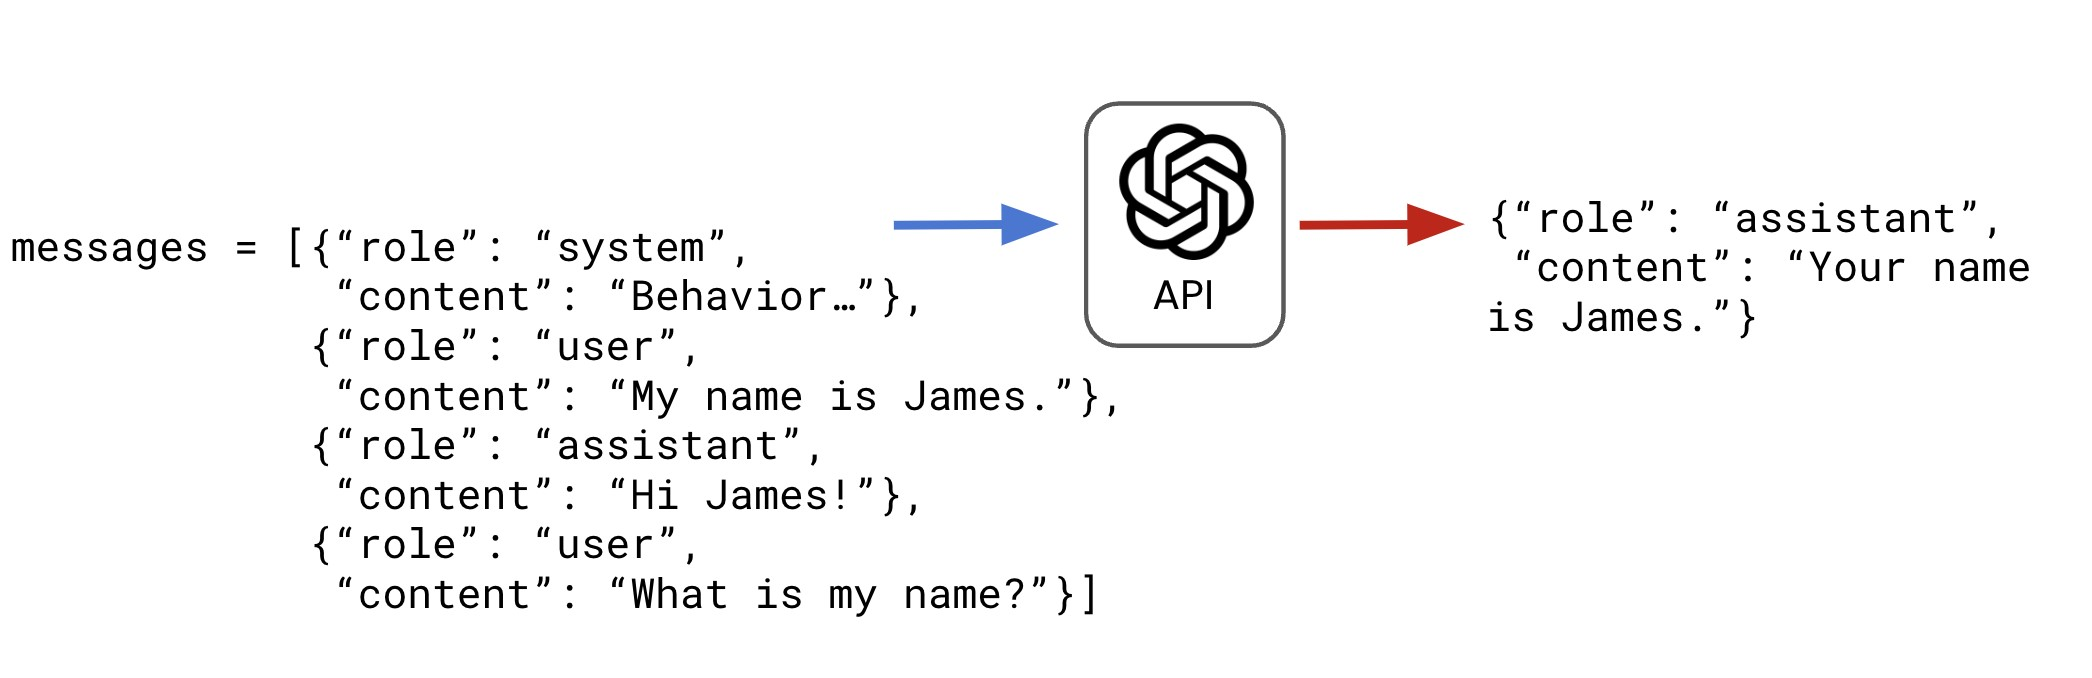 messages = [{“role”: “system”,
“content”: “Behavior…”},
{“role”: “user”,
“content”: “My name is James.”},
{“role”: “assistant”,
“content”: “Hi James!”},
{“role”: “user”,
“content”: “What is my name?”}]
API
{“role”: “assistant”,
“content”: “Your name
is James.”}